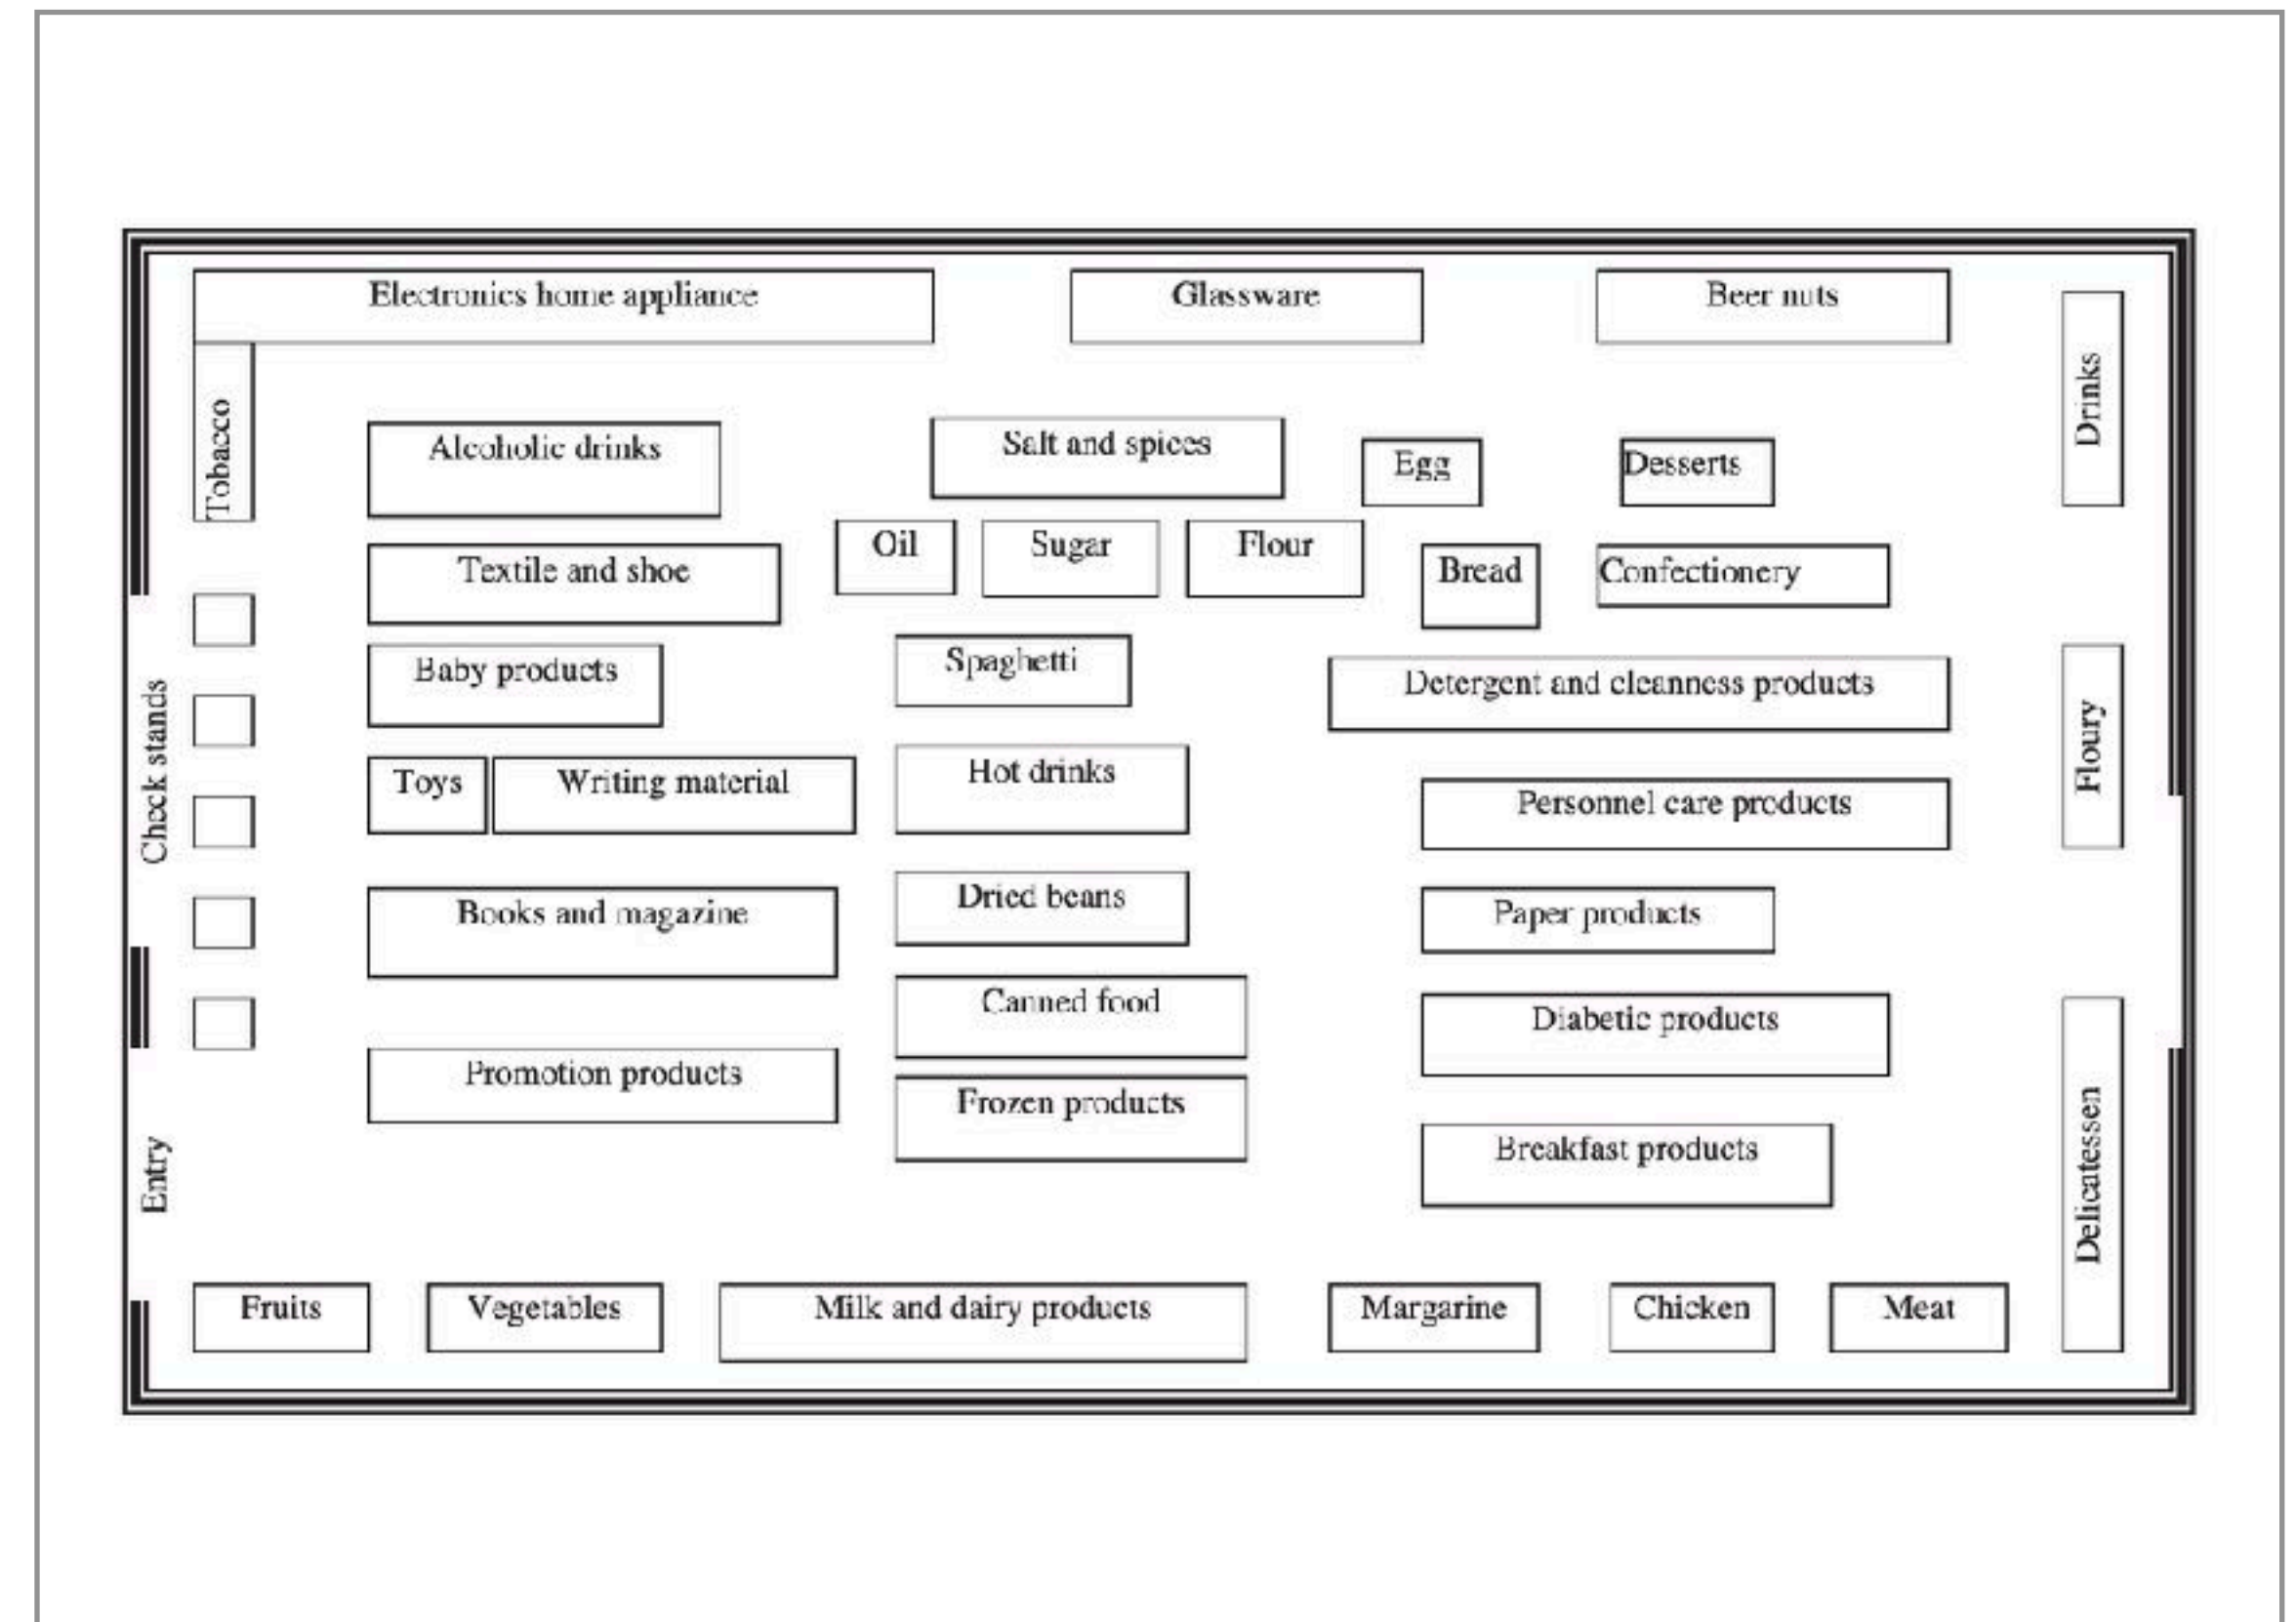 Electronics home appliance
Glassware
Beer nuts
Drinks
Tobacco
Alcoholic drinks
Salt and spices
Egg
Desserts
Textile and shoe
Oil
Sugar
Flour
Bread
Confectionery
Baby products
Spaghetti
Detergent and cleanness products
Floury
Check stands
Toys
Writing material
Hot drinks
Personnel care products
Books and magazine
Dried beans
Paper products
Canned food
Diabetic products
Promotion products
Frozen products
Breakfast products
Delicatessen
Entry
Fruits
Vegetables
Milk and dairy products
Margarine
Chicken
Meat